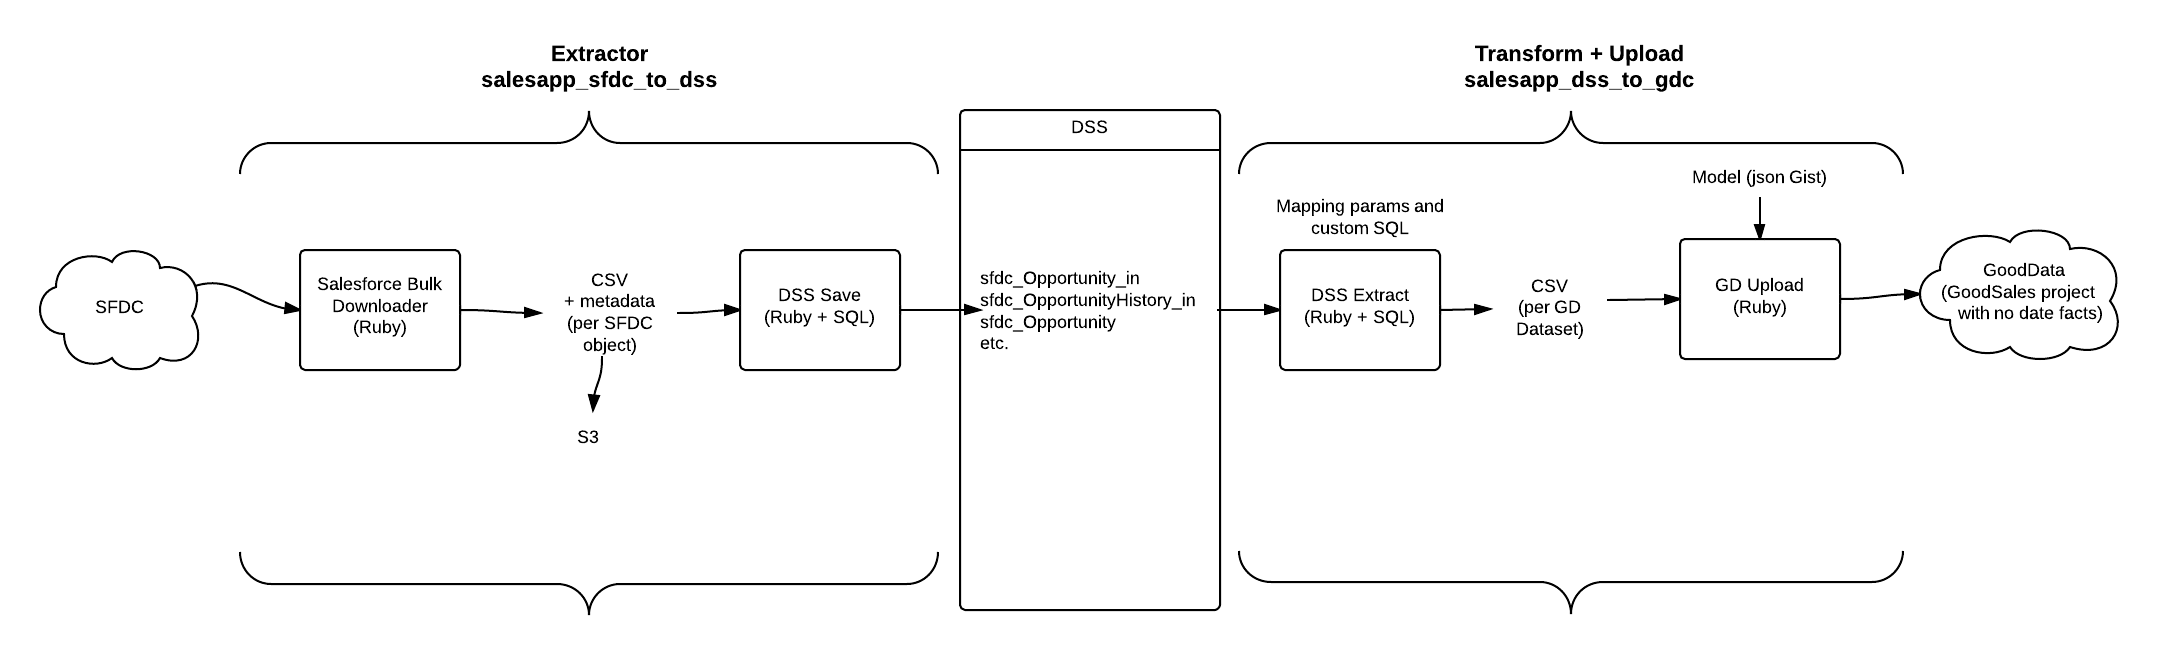 Extractor
salesapp_sfdc_to_dss
Transform + Upload
salesapp_dss_to_gdc
SFDC
Salesforce Bulk
Downloader
(Ruby)
CSV
+ metadata
(per SFDC
object)
S3
DSS Save
(Ruby + SQL)
DSS
sfdc_Opportunity_in
sfdc_OpportunityHistory_in
sfdc_Opportunity
etc.
Mapping params and
custom SQL
DSS Extract
(Ruby + SQL)
CSV
(per GD
Dataset)
Model (json Gist)
GD Upload
(Ruby)
GoodData
(GoodSales project
with no date facts)